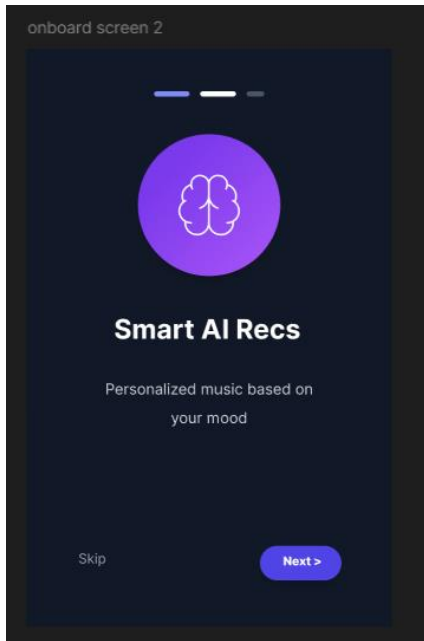 onboard screen 2
Smart AI Recs
Personalized music based on
your mood
Skip
Next >